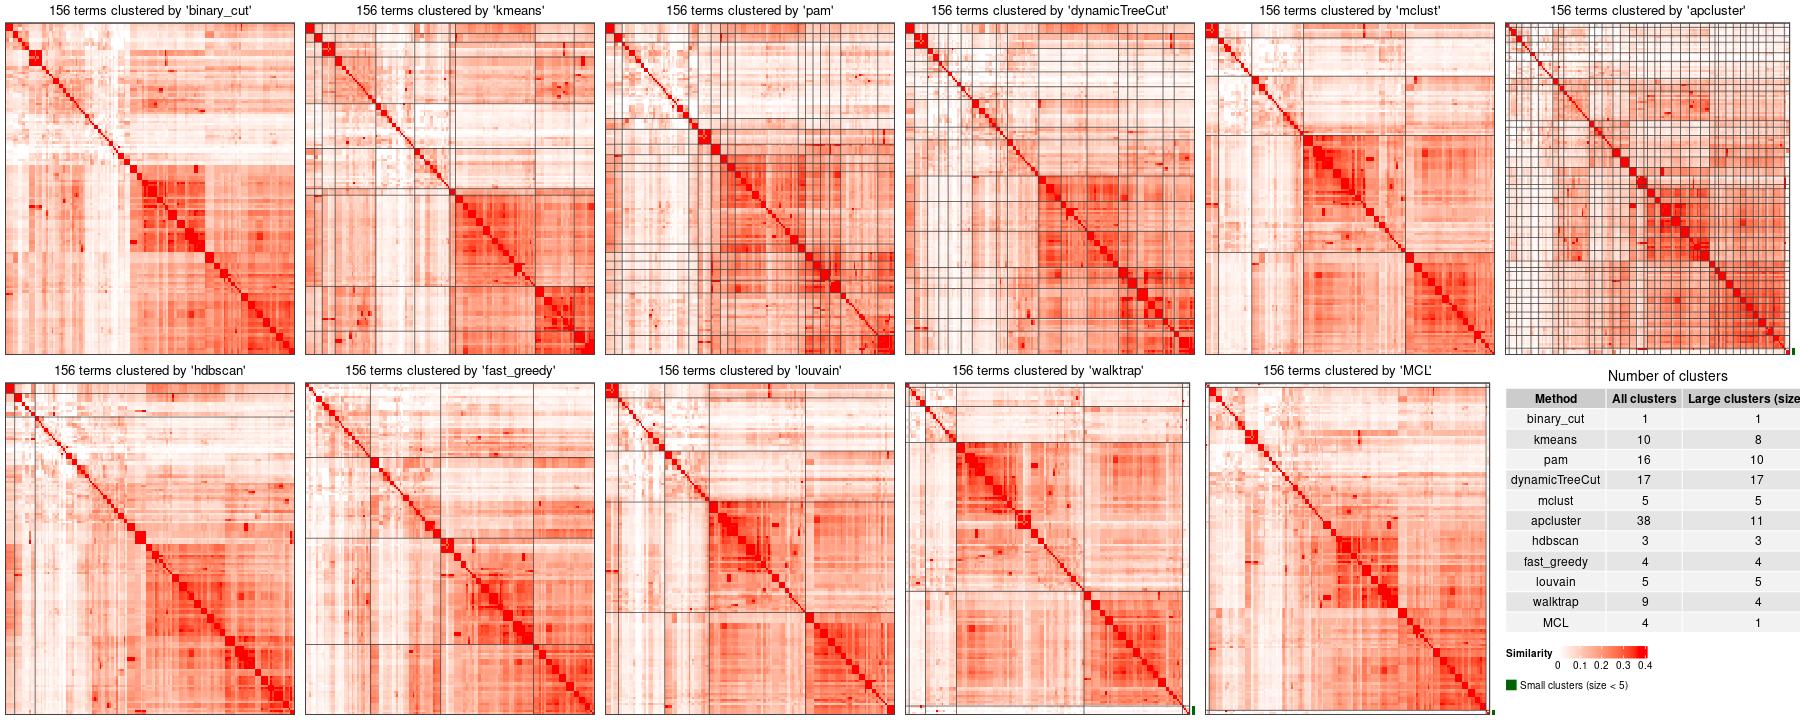 156 terms clustered by 'binary_cut'
156 terms clustered by 'kmeans'
156 terms clustered by 'pam'
156 terms clustered by 'dynamicTreeCut'
156 terms clustered by 'mclust'
156 terms clustered by 'apcluster'
156 terms clustered by 'hdbscan'
156 terms clustered by 'fast_greedy'
156 terms clustered by 'louvain'
156 terms clustered by 'walktrap'
156 terms clustered by 'MCL'
Number of clusters
Method All clusters Large clusters (size
binary_cut 1 1
kmeans 10 8
pam 16 10
dynamicTreeCut 17 17
mclust 5 5
apcluster 38 11
hdbscan 3 3
fast_greedy 4 4
louvain 5 5
walktrap 9 4
MCL 4 1
Similarity
0 0.1 0.2 0.3 0.4
Small clusters (size < 5)